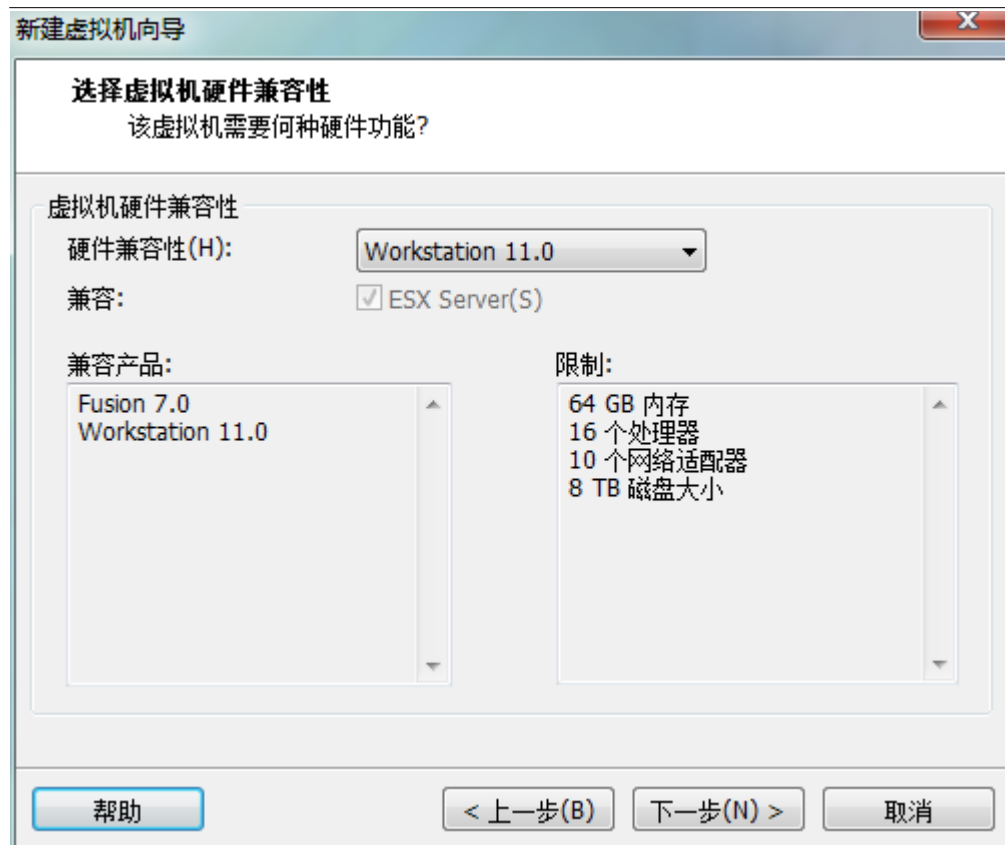 新建虚拟机向导
选择虚拟机硬件兼容性
该虚拟机需要何种硬件功能?
虚拟机硬件兼容性
硬件兼容性(H): Workstation 11.0
兼容: ESX Server(S)
兼容产品:
Fusion 7.0
Workstation 11.0
限制:
64 GB 内存
16 个处理器
10 个网络适配器
8 TB 磁盘大小
帮助 < 上一步(B) 下一步(N) > 取消